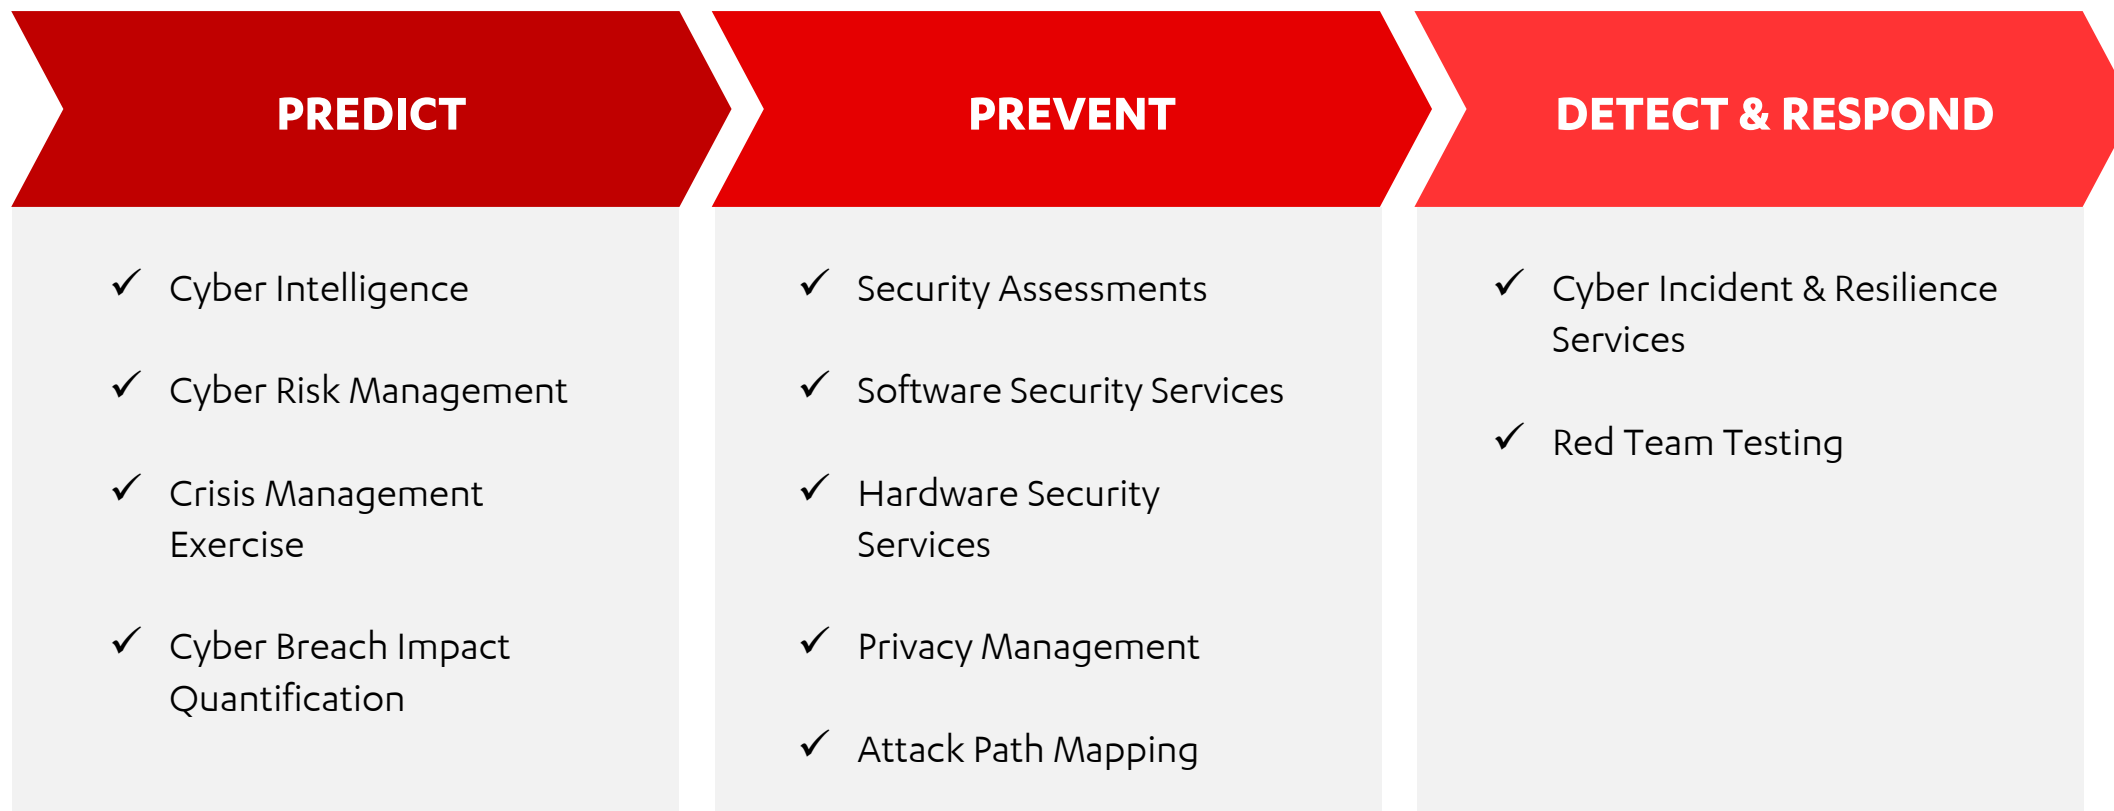 PREDICT
Cyber Intelligence
Cyber Risk Management
Crisis Management
Exercise
Cyber Breach Impact
Quantification
PREVENT
Security Assessments
Software Security Services
Hardware Security
Services
Privacy Management
Attack Path Mapping
DETECT & RESPOND
Cyber Incident & Resilience
Services
Red Team Testing